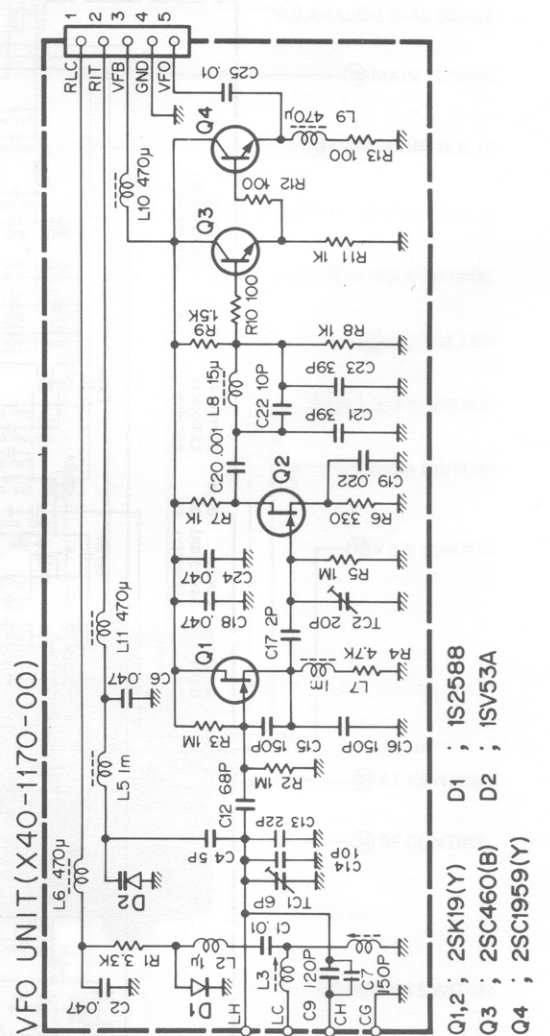 VFO UNIT (X40-1170-00)
1
2
3
4
5
RLC
RIT
VFB
GND
VFO
C25 .01
L9 470μ
Q4
R13 100
R12 100
L10 470μ
Q3
R11 1K
R10 100
R9 1.5K
R8 1K
L8 15μ
C23 39P
C22 10P
C21 39P
C20 .001
Q2
C19 .022
R7 1K
R6 330
C24 .047
R5 1M
L11 470μ
C18 .047
TC2 20P
C17 2P
Q1
R4 4.7K
L7 1m
C6 .047
R3 1M
C15 150P
C16 150P
L5 1m
R2 1M
C12 68P
C4 5P
C13 22P
C14 10P
TC1 6P
L6 470μ
D2
R1 3.3K
L2 1μ
C1 .01
C2 .047
D1
L3
C9 220P
C7 150P
LH
LC
CH
CG
Q1,2 ; 2SK19(Y) D1 ; 1S2588
Q3 ; 2SC460(B) D2 ; 1SV53A
Q4 ; 2SC1959(Y)